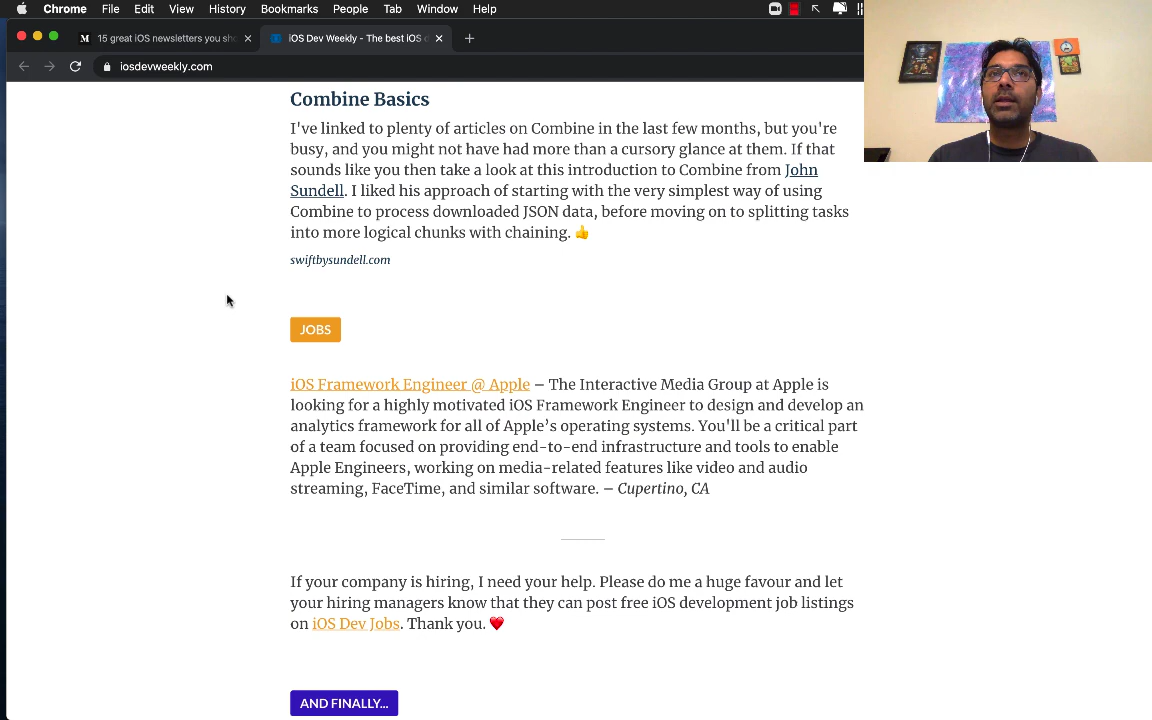 Chrome File Edit View History Bookmarks People Tab Window Help
15 great iOS newsletters you sho
iOS Dev Weekly - The best iOS
iosdevweekly.com
Combine Basics
I've linked to plenty of articles on Combine in the last few months, but you're
busy, and you might not have had more than a cursory glance at them. If that
sounds like you then take a look at this introduction to Combine from John
Sundell. I liked his approach of starting with the very simplest way of using
Combine to process downloaded JSON data, before moving on to splitting tasks
into more logical chunks with chaining. 👍
swiftbysundell.com
JOBS
iOS Framework Engineer @ Apple – The Interactive Media Group at Apple is
looking for a highly motivated iOS Framework Engineer to design and develop an
analytics framework for all of Apple’s operating systems. You'll be a critical part
of a team focused on providing end-to-end infrastructure and tools to enable
Apple Engineers, working on media-related features like video and audio
streaming, FaceTime, and similar software. – Cupertino, CA
If your company is hiring, I need your help. Please do me a huge favour and let
your hiring managers know that they can post free iOS development job listings
on iOS Dev Jobs. Thank you. ❤️
AND FINALLY...